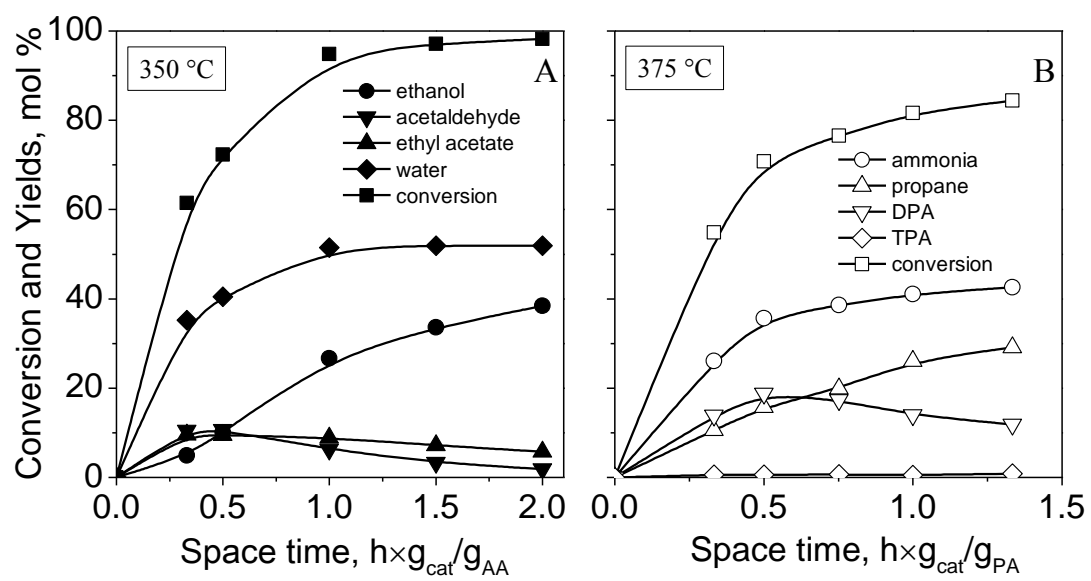 Conversion and Yields, mol %
100
80
60
40
20
0
350 °C
A
ethanol
acetaldehyde
ethyl acetate
water
conversion
0.0 0.5 1.0 1.5 2.0
Space time, h×gcat/gAA
375 °C
B
ammonia
propane
DPA
TPA
conversion
0.0 0.5 1.0 1.5
Space time, h×gcat/gPA